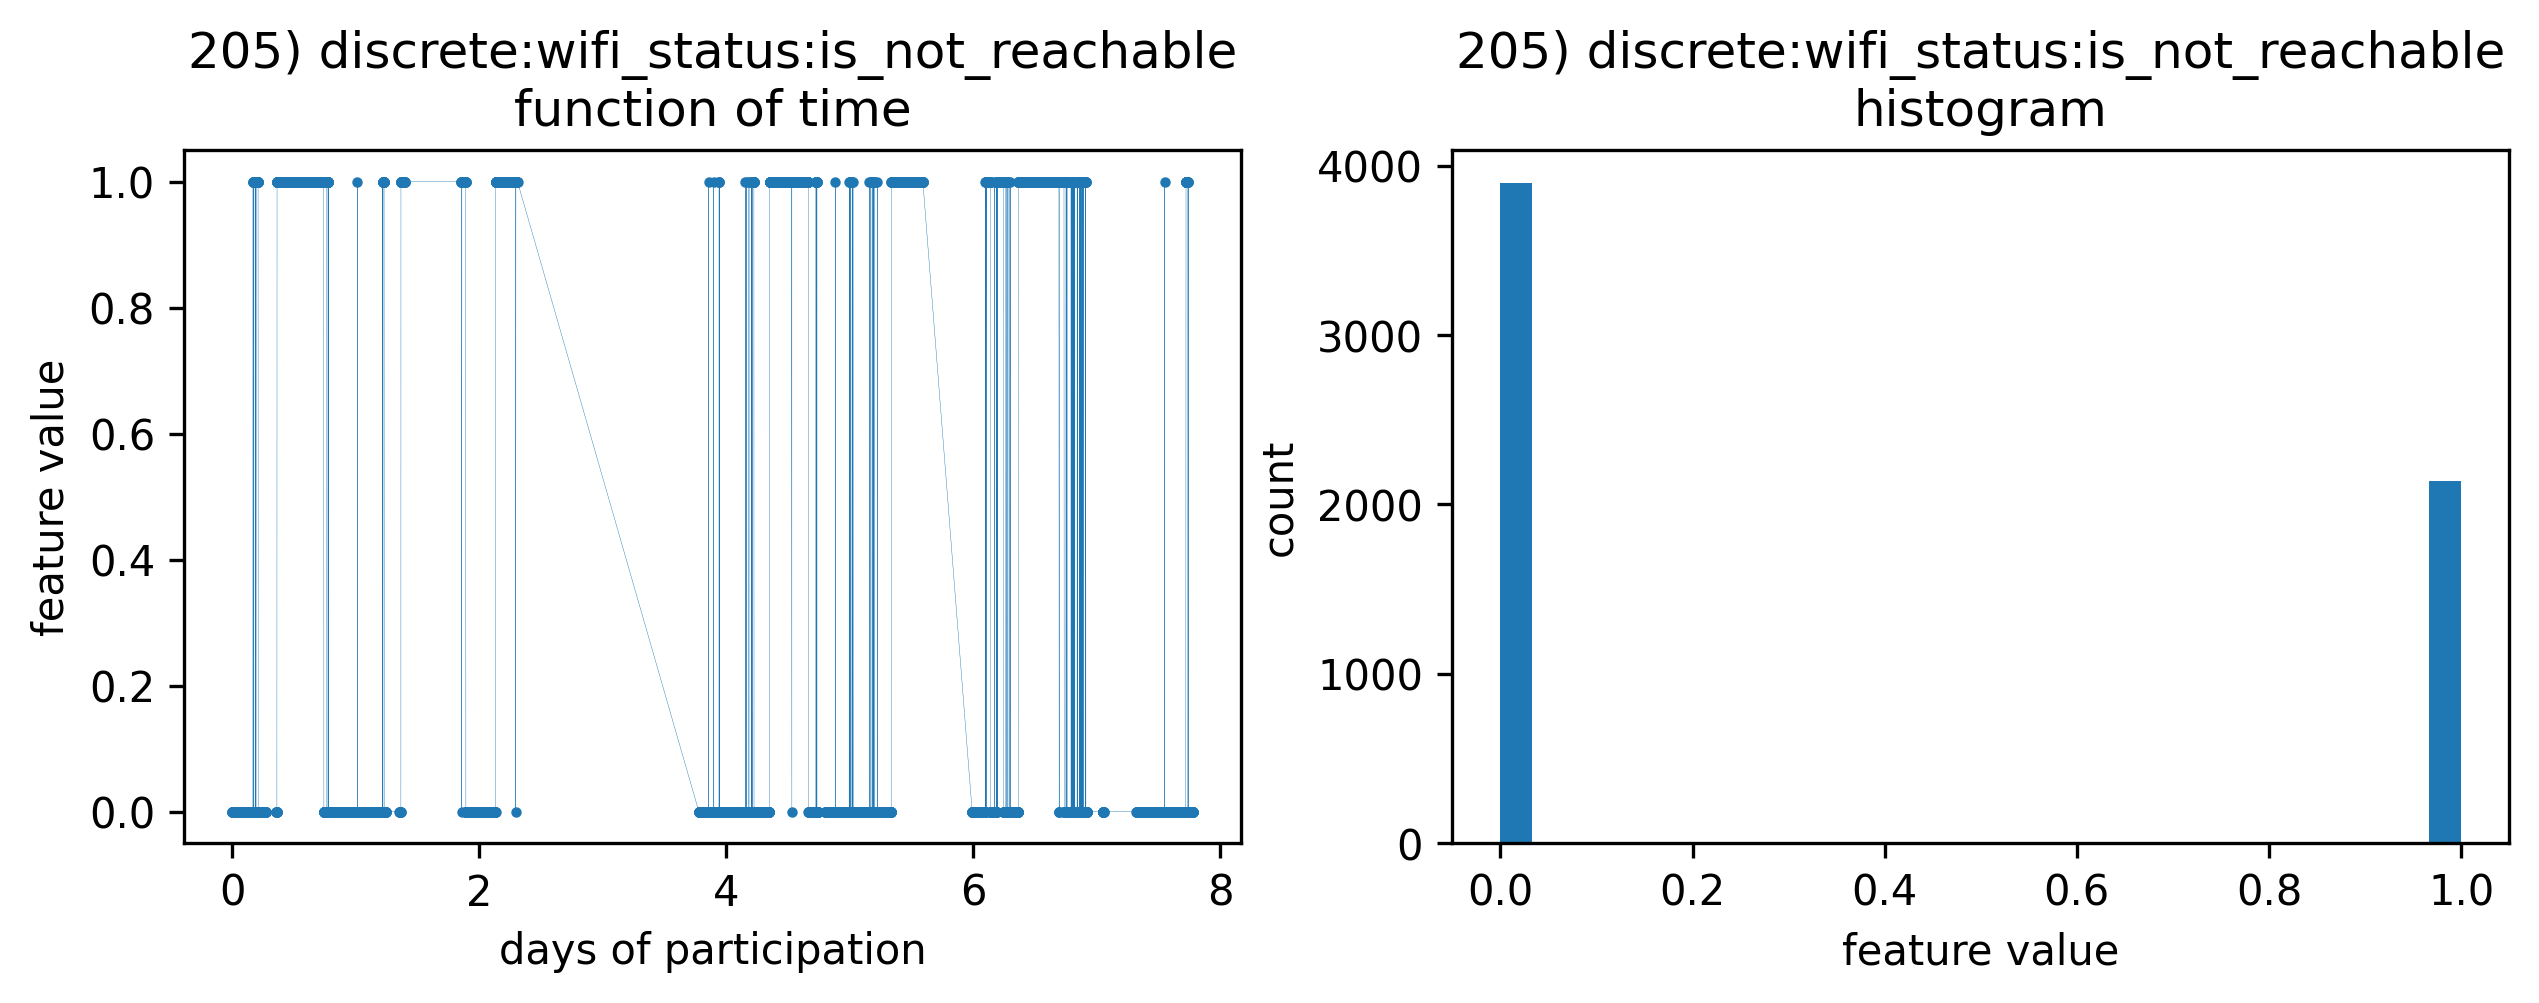 205) discrete:wifi_status:is_not_reachable
function of time
1.0
0.8
0.6
0.4
0.2
0.0
feature value
0 2 4 6 8
days of participation
205) discrete:wifi_status:is_not_reachable
histogram
4000
3000
2000
1000
0
count
0.0 0.2 0.4 0.6 0.8 1.0
feature value